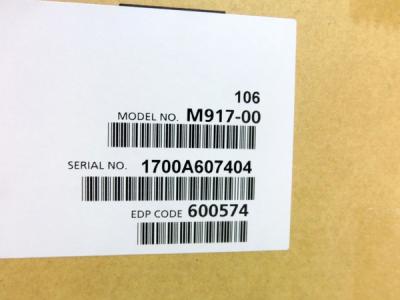 106
MODEL NO. M917-00
SERIAL NO. 1700A607404
EDP CODE 600574